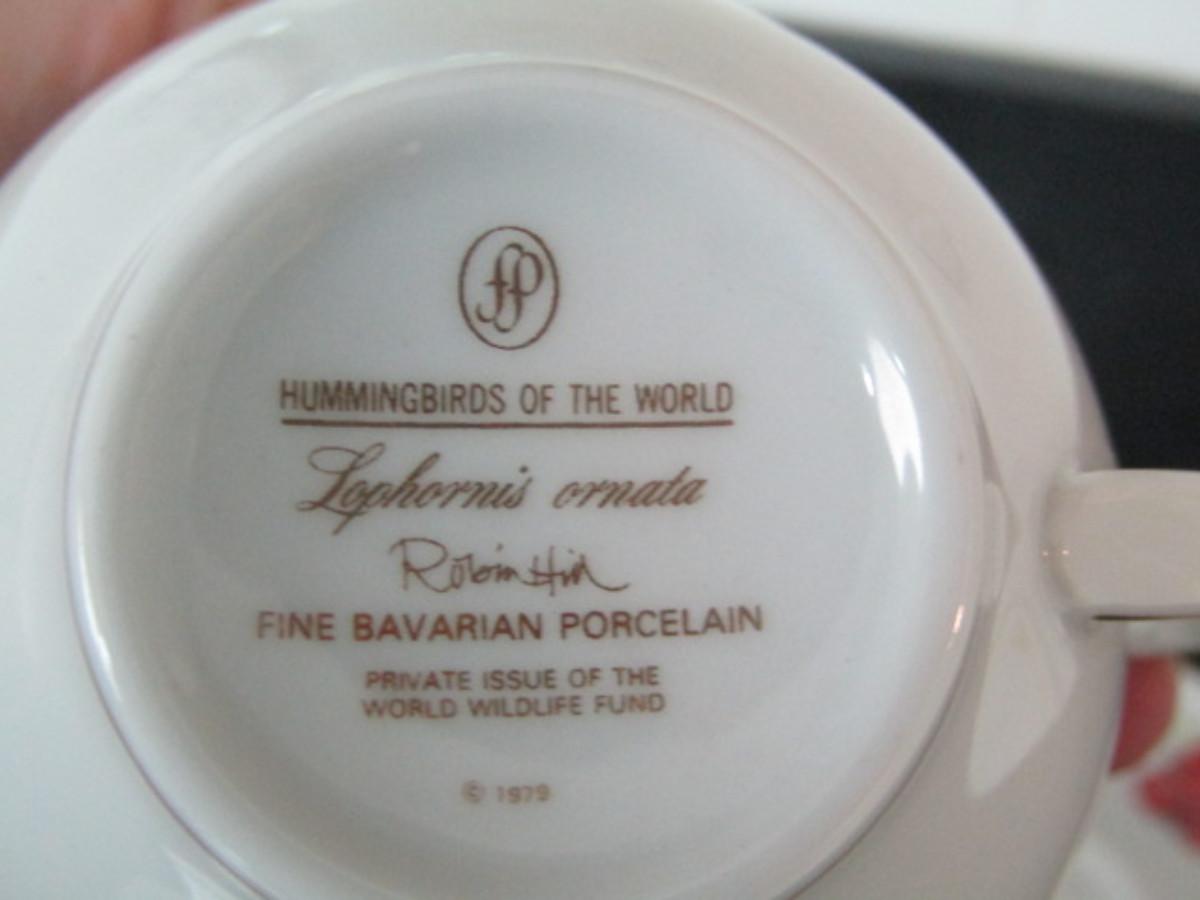 fp
HUMMINGBIRDS OF THE WORLD
Lophornis ornata
Robin Hill
FINE BAVARIAN PORCELAIN
PRIVATE ISSUE OF THE
WORLD WILDLIFE FUND
© 1979